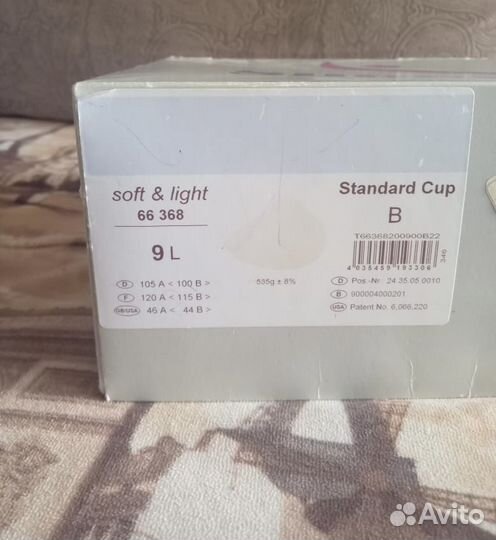 soft & light
66 368
9 L
D 105 A < 100 B >
F 120 A < 115 B >
GB/USA 46 A < 44 B >
535g ± 8%
Standard Cup
B
T66368200900B22
4 035459 193306
346
D Pos.-Nr. 24.35.05.0010
B 900004000201
USA Patent No. 6,066,220
Avito